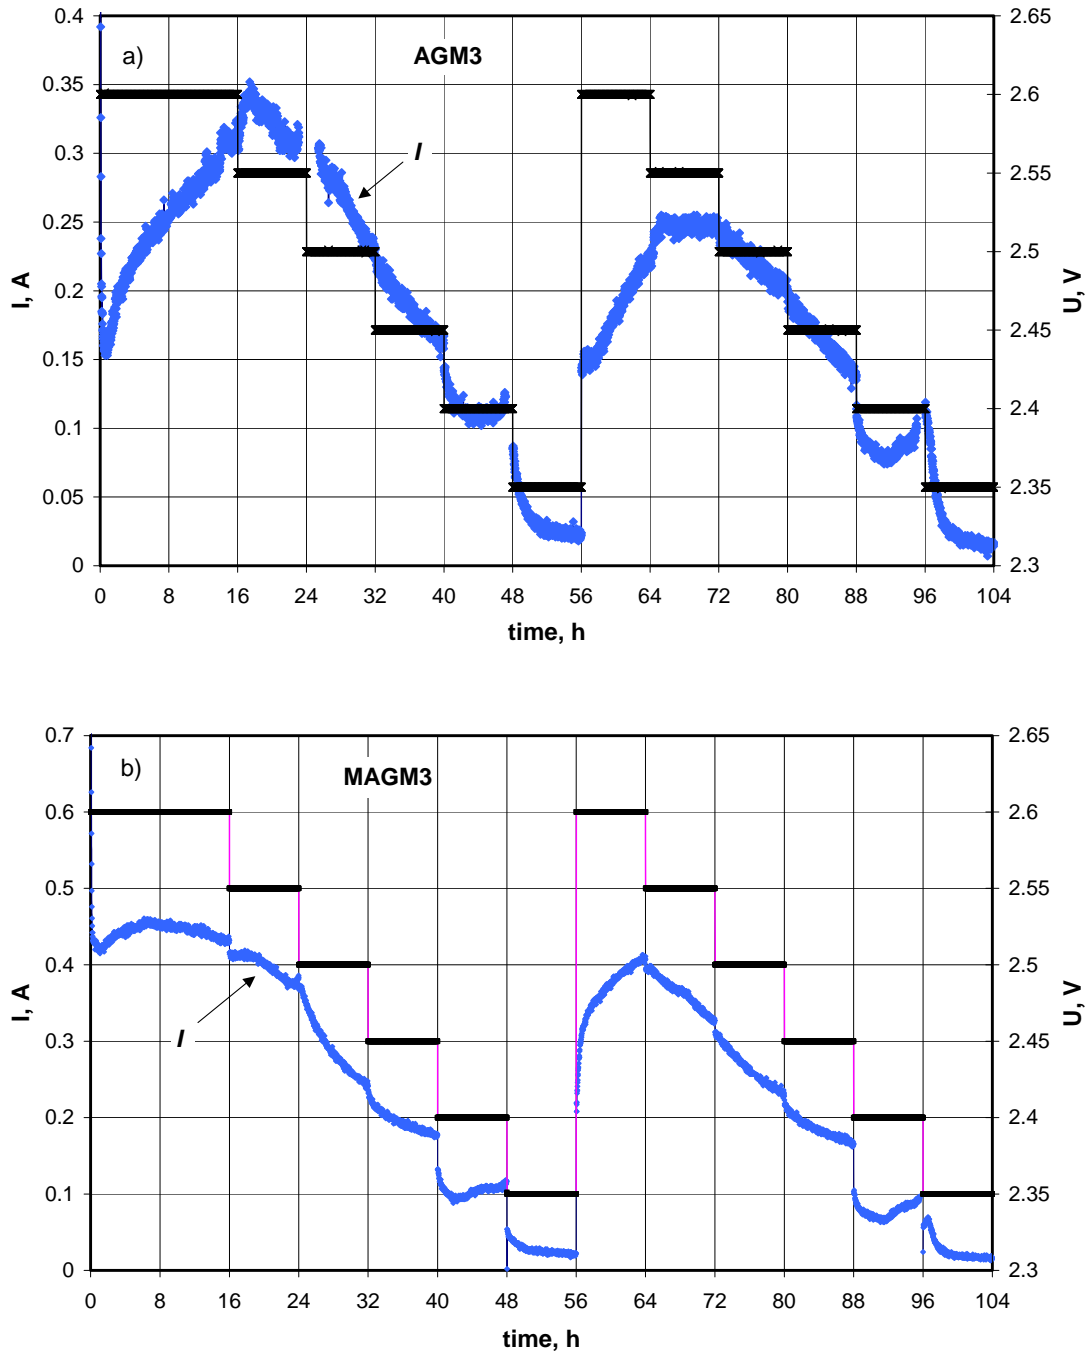 a) AGM3
0.4 2.65
0.35 2.6
0.3 2.55
0.25 2.5
0.2 2.45
0.15 2.4
0.1 2.35
0.05 2.3
0
I, A
U, V
I
0 8 16 24 32 40 48 56 64 72 80 88 96 104
time, h
b) MAGM3
0.7 2.65
0.6 2.6
0.5 2.55
0.4 2.5
0.3 2.45
0.2 2.4
0.1 2.35
0 2.3
I, A
U, V
I
0 8 16 24 32 40 48 56 64 72 80 88 96 104
time, h